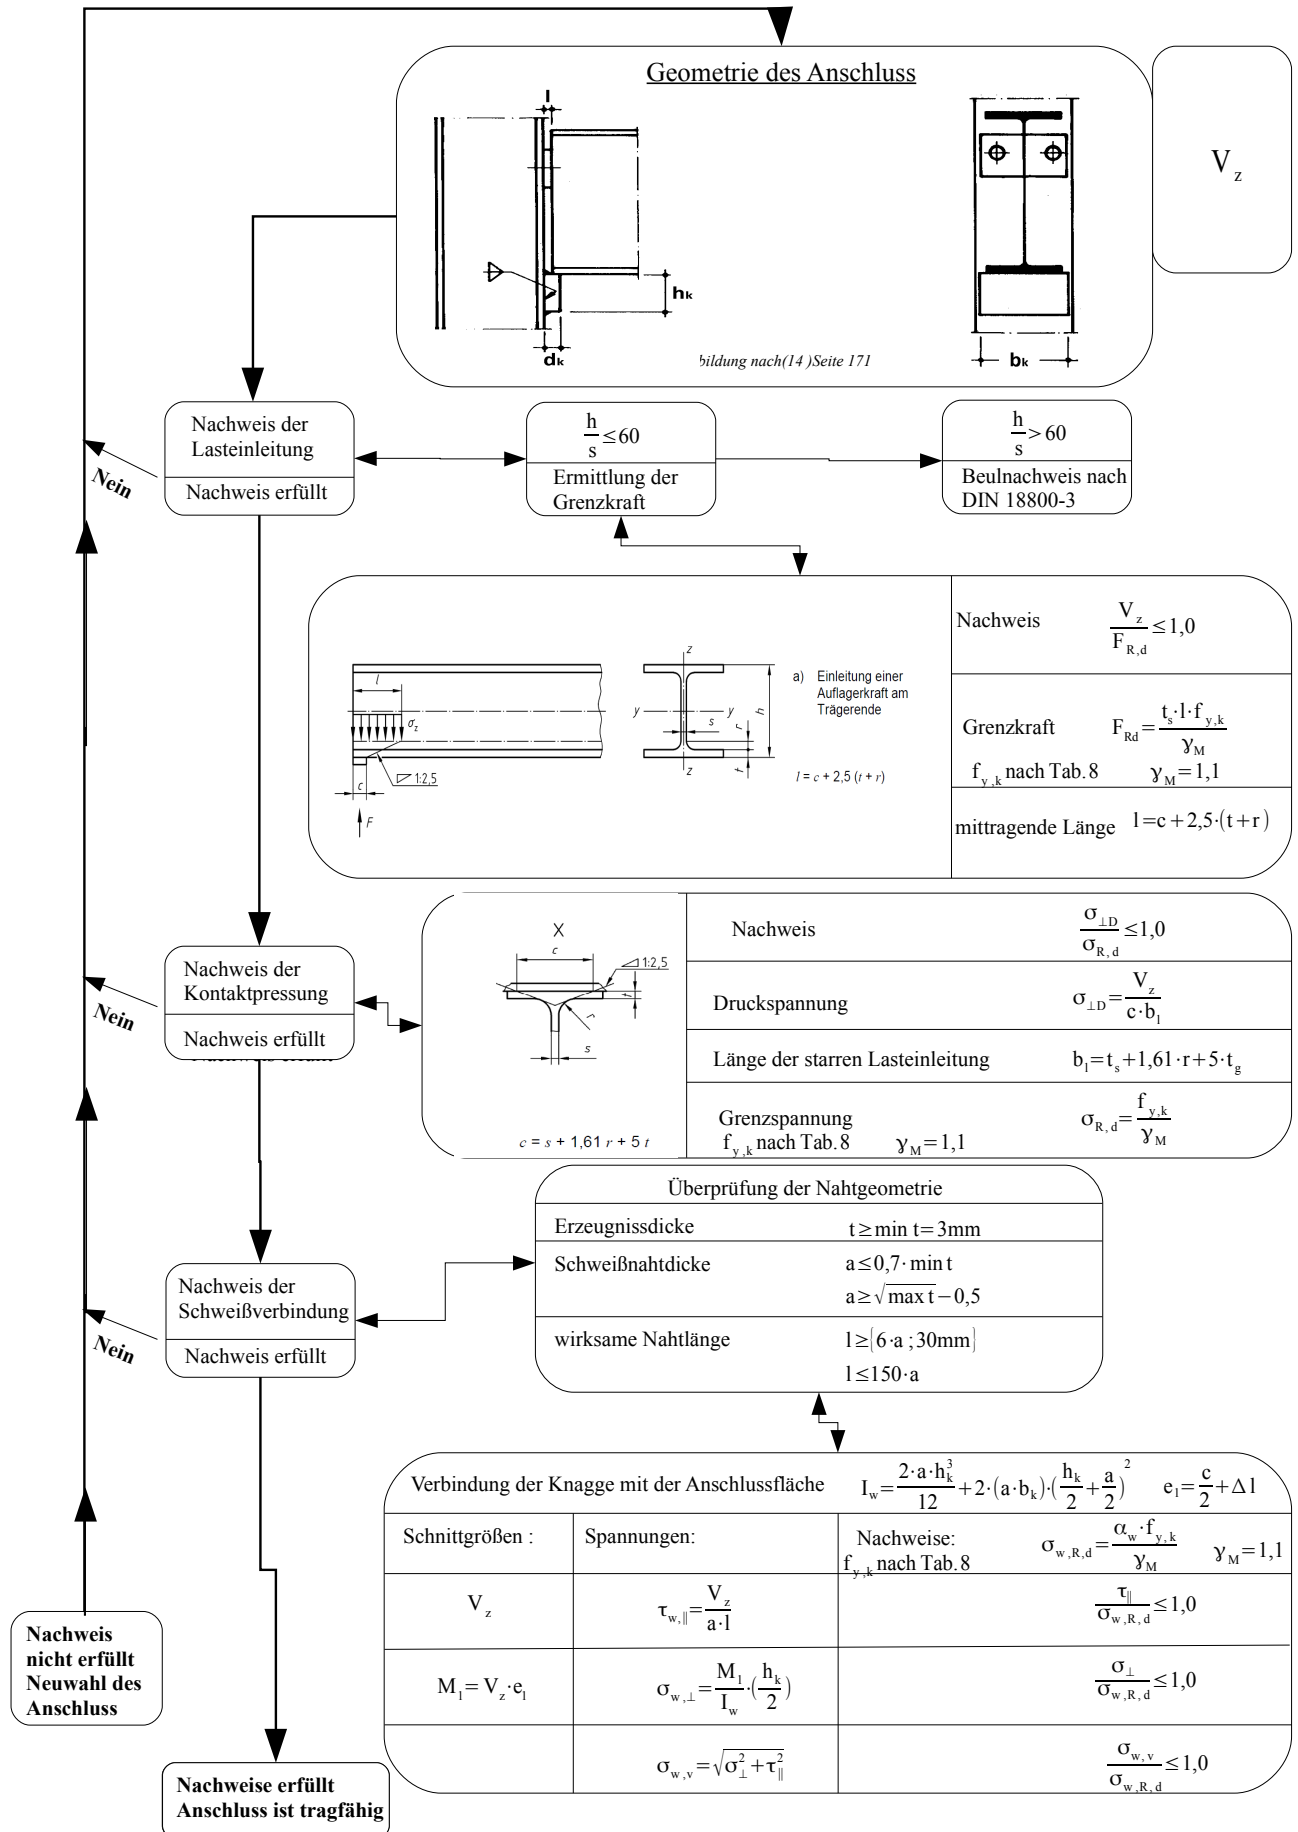 Geometrie des Anschluss
l
h k
d k
b k
bildung nach(14 )Seite 171
V_z
Nachweis der
Lasteinleitung
Nachweis erfüllt
Nein
h/s ≤ 60
Ermittlung der
Grenzkraft
h/s > 60
Beulnachweis nach
DIN 18800-3
l
σ_z
1:2,5
c
F
z
y
y
s
r
t
h
z
a) Einleitung einer
Auflagerkraft am
Trägerende
l = c + 2,5 (t + r)
Nachweis V_z/F_R,d ≤ 1,0
Grenzkraft F_Rd = t_s·l·f_y,k/γ_M
f_y,k nach Tab.8 γ_M = 1,1
mittragende Länge l = c + 2,5·(t + r)
Nachweis der
Kontaktpressung
Nachweis erfüllt
Nein
X
c
1:2,5
t
r
s
c = s + 1,61 r + 5 t
Nachweis σ_⊥D/σ_R,d ≤ 1,0
Druckspannung σ_⊥D = V_z/(c·b_l)
Länge der starren Lasteinleitung b_l = t_s + 1,61·r + 5·t_g
Grenzspannung σ_R,d = f_y,k/γ_M
f_y,k nach Tab.8 γ_M = 1,1
Nachweis der
Schweißverbindung
Nachweis erfüllt
Nein
Überprüfung der Nahtgeometrie
Erzeugnissdicke t ≥ min t = 3mm
Schweißnahtdicke a ≤ 0,7·min t
a ≥ √max t − 0,5
wirksame Nahtlänge l ≥ {6·a ; 30mm}
l ≤ 150·a
Verbindung der Knagge mit der Anschlussfläche I_w = 2·a·h_k^3/12 + 2·(a·b_k)·(h_k/2 + a/2)^2 e_l = c/2 + Δl
Schnittgrößen : Spannungen: Nachweise: σ_w,R,d = α_w·f_y,k/γ_M γ_M = 1,1
f_y,k nach Tab.8
V_z τ_w,∥ = V_z/(a·l) τ_∥/σ_w,R,d ≤ 1,0
M_l = V_z·e_l σ_w,⊥ = M_l/I_w·(h_k/2) σ_⊥/σ_w,R,d ≤ 1,0
σ_w,v = √(σ_⊥^2 + τ_∥^2) σ_w,v/σ_w,R,d ≤ 1,0
Nachweis
nicht erfüllt
Neuwahl des
Anschluss
Nachweise erfüllt
Anschluss ist tragfähig